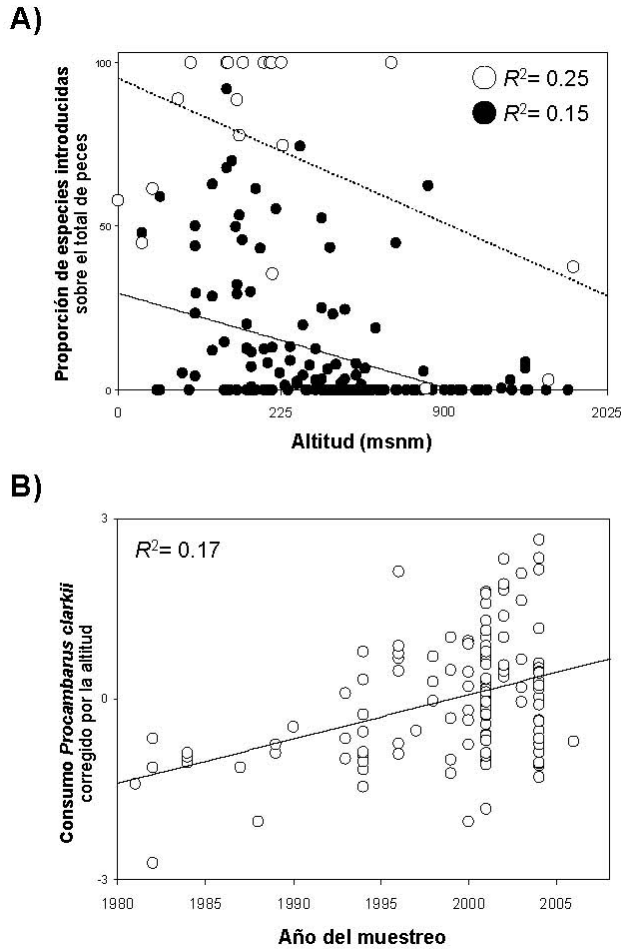 A)
100
50
0
Proporción de especies introducidas
sobre el total de peces
R²= 0.25
R²= 0.15
0
225
900
2025
Altitud (msnm)
B)
3
0
-3
Consumo Procambarus clarkii
corregido por la altitud
R²= 0.17
1980
1985
1990
1995
2000
2005
Año del muestreo